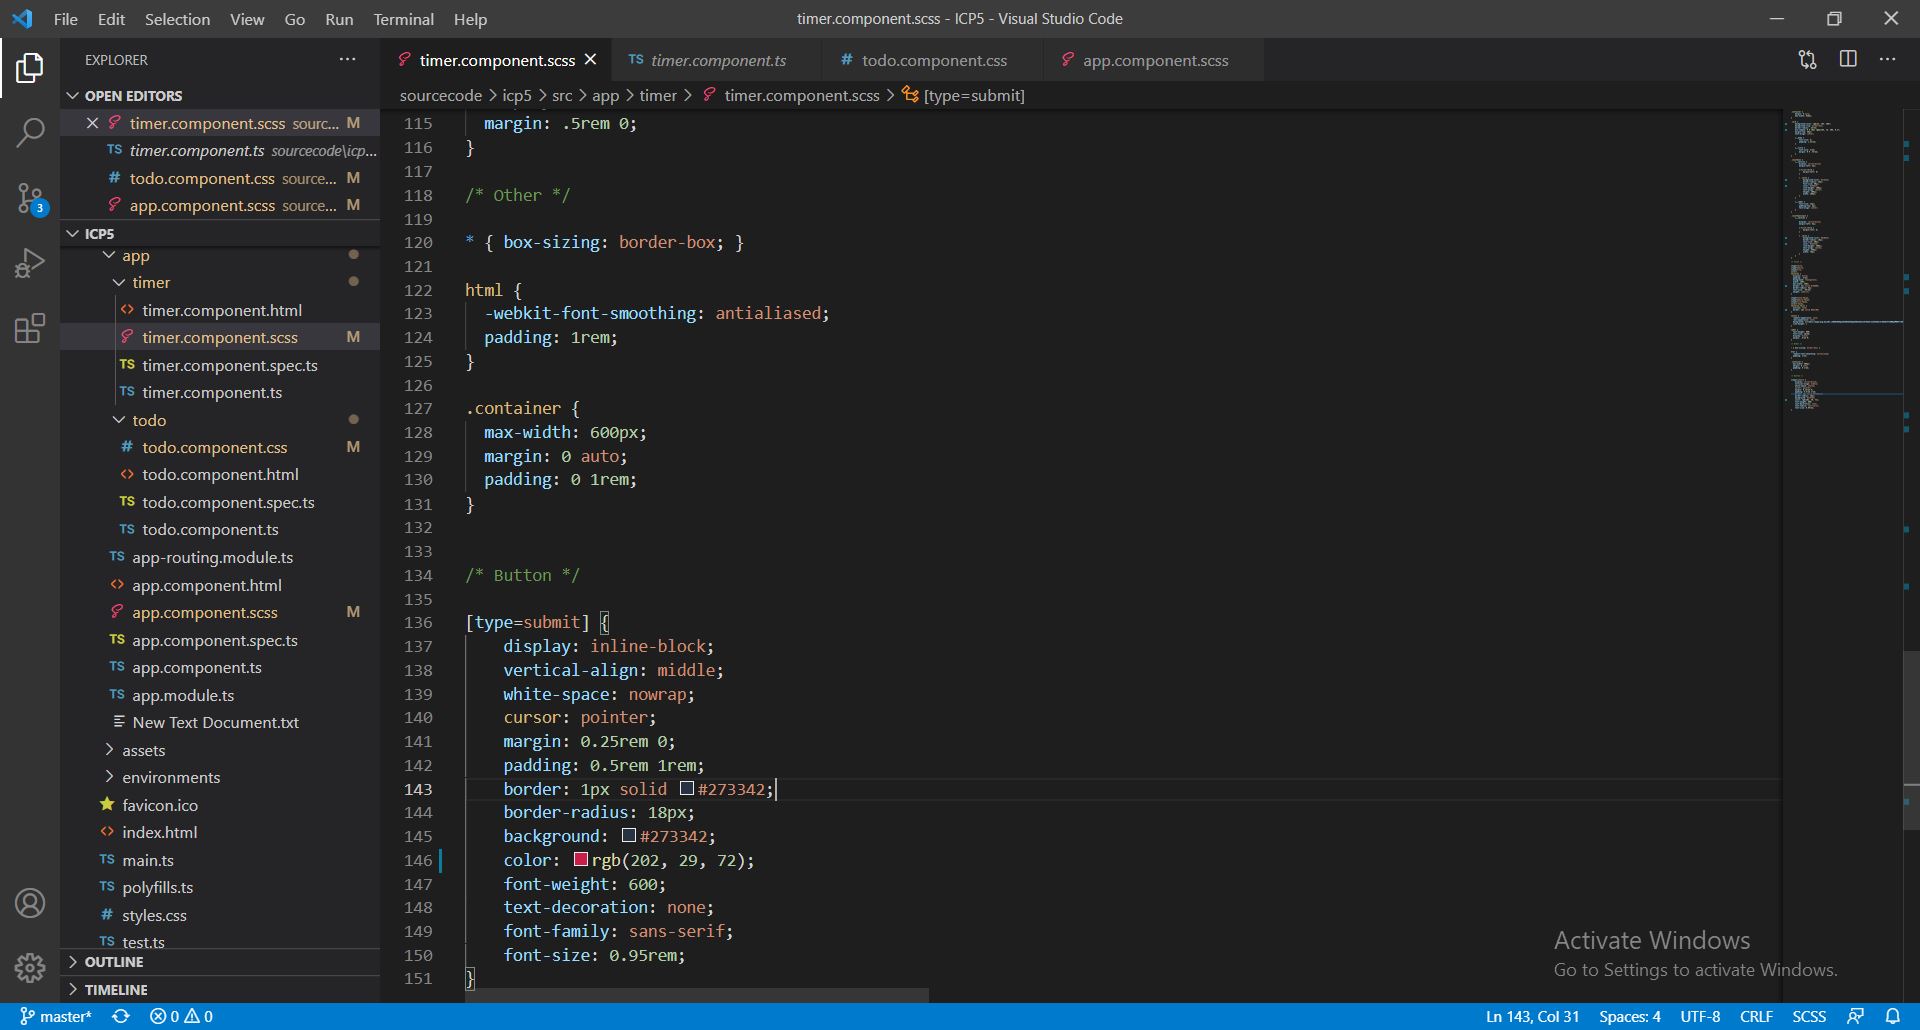 File Edit Selection View Go Run Terminal Help
timer.component.scss - ICP5 - Visual Studio Code
EXPLORER
OPEN EDITORS
timer.component.scss sourc... M
TS timer.component.ts sourcecode\icp...
# todo.component.css source... M
app.component.scss source... M
ICP5
app
timer
timer.component.html
timer.component.scss M
TS timer.component.spec.ts
TS timer.component.ts
todo
# todo.component.css M
todo.component.html
TS todo.component.spec.ts
TS todo.component.ts
TS app-routing.module.ts
app.component.html
app.component.scss M
TS app.component.spec.ts
TS app.component.ts
TS app.module.ts
New Text Document.txt
assets
environments
favicon.ico
index.html
TS main.ts
TS polyfills.ts
# styles.css
TS test.ts
OUTLINE
TIMELINE
3
timer.component.scss TS timer.component.ts # todo.component.css app.component.scss
sourcecode > icp5 > src > app > timer > timer.component.scss > [type=submit]
115 margin: .5rem 0;
116 }
117
118 /* Other */
119
120 * { box-sizing: border-box; }
121
122 html {
123 -webkit-font-smoothing: antialiased;
124 padding: 1rem;
125 }
126
127 .container {
128 max-width: 600px;
129 margin: 0 auto;
130 padding: 0 1rem;
131 }
132
133
134 /* Button */
135
136 [type=submit] {
137 display: inline-block;
138 vertical-align: middle;
139 white-space: nowrap;
140 cursor: pointer;
141 margin: 0.25rem 0;
142 padding: 0.5rem 1rem;
143 border: 1px solid #273342;
144 border-radius: 18px;
145 background: #273342;
146 color: rgb(202, 29, 72);
147 font-weight: 600;
148 text-decoration: none;
149 font-family: sans-serif;
150 font-size: 0.95rem;
151 }
Activate Windows
Go to Settings to activate Windows.
master* 0 0 Ln 143, Col 31 Spaces: 4 UTF-8 CRLF SCSS